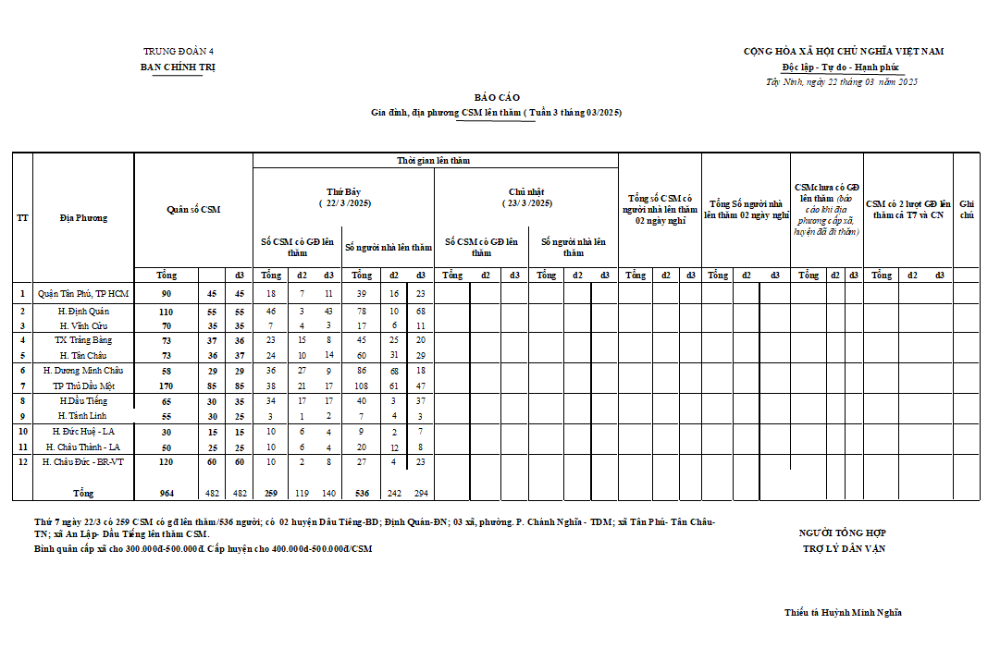 TRUNG ĐOÀN 4
CỘNG HÒA XÃ HỘI CHỦ NGHĨA VIỆT NAM
BAN CHÍNH TRỊ
Độc lập - Tự do - Hạnh phúc
Tây Ninh, ngày 22 tháng 03 năm 2025
BÁO CÁO
Gia đình, địa phương CSM lên thăm ( Tuần 3 tháng 03/2025)
TT
Địa Phương
Quân số CSM
Thời gian lên thăm
Thứ Bảy
( 22/ 3 /2025)
Chủ nhật
( 23/ 3 /2025)
Số CSM có GĐ lên thăm
Số người nhà lên thăm
Số CSM có GĐ lên thăm
Số người nhà lên thăm
Tổng số CSM có người nhà lên thăm 02 ngày nghỉ
Tổng Số người nhà lên thăm 02 ngày nghỉ
CSMchưa có GĐ lên thăm (báo cáo khi địa phương cấp xã, huyện đã đi thăm)
CSM có 2 lượt GĐ lên thăm cả T7 và CN
Ghi chú
Tổng d3 Tổng d2 d3 Tổng d2 d3 Tổng d2 d3 Tổng d2 d3 Tổng d2 d3 Tổng d2 d3 Tổng d2 d3 Tổng d2 d3
1 Quận Tân Phú, TP HCM 90 45 45 18 7 11 39 16 23
2 H. Định Quán 110 55 55 46 3 43 78 10 68
3 H. Vĩnh Cửu 70 35 35 7 4 3 17 6 11
4 TX Trảng Bàng 73 37 36 23 15 8 45 25 20
5 H. Tân Châu 73 36 37 24 10 14 60 31 29
6 H. Dương Minh Châu 58 29 29 36 27 9 86 68 18
7 TP Thủ Dầu Một 170 85 85 38 21 17 108 61 47
8 H.Dầu Tiếng 65 30 35 34 17 17 40 3 37
9 H. Tánh Linh 55 30 25 3 1 2 7 4 3
10 H. Đức Huệ - LA 30 15 15 10 6 4 9 2 7
11 H. Châu Thành - LA 50 25 25 10 6 4 20 12 8
12 H. Châu Đức - BR-VT 120 60 60 10 2 8 27 4 23
Tổng 964 482 482 259 119 140 536 242 294
Thứ 7 ngày 22/3 có 259 CSM có gđ lên thăm/536 người; có 02 huyện Dầu Tiêng-BD; Định Quán-ĐN; 03 xã, phường. P. Chánh Nghĩa - TDM; xã Tân Phú- Tân Châu-
TN; xã An Lập- Dầu Tiếng lên thăm CSM.
Bình quân cấp xã cho 300.000đ-500.000đ. Cấp huyện cho 400.000đ-500.000đ/CSM
NGƯỜI TỔNG HỢP
TRỢ LÝ DÂN VẬN
Thiếu tá Huỳnh Minh Nghĩa